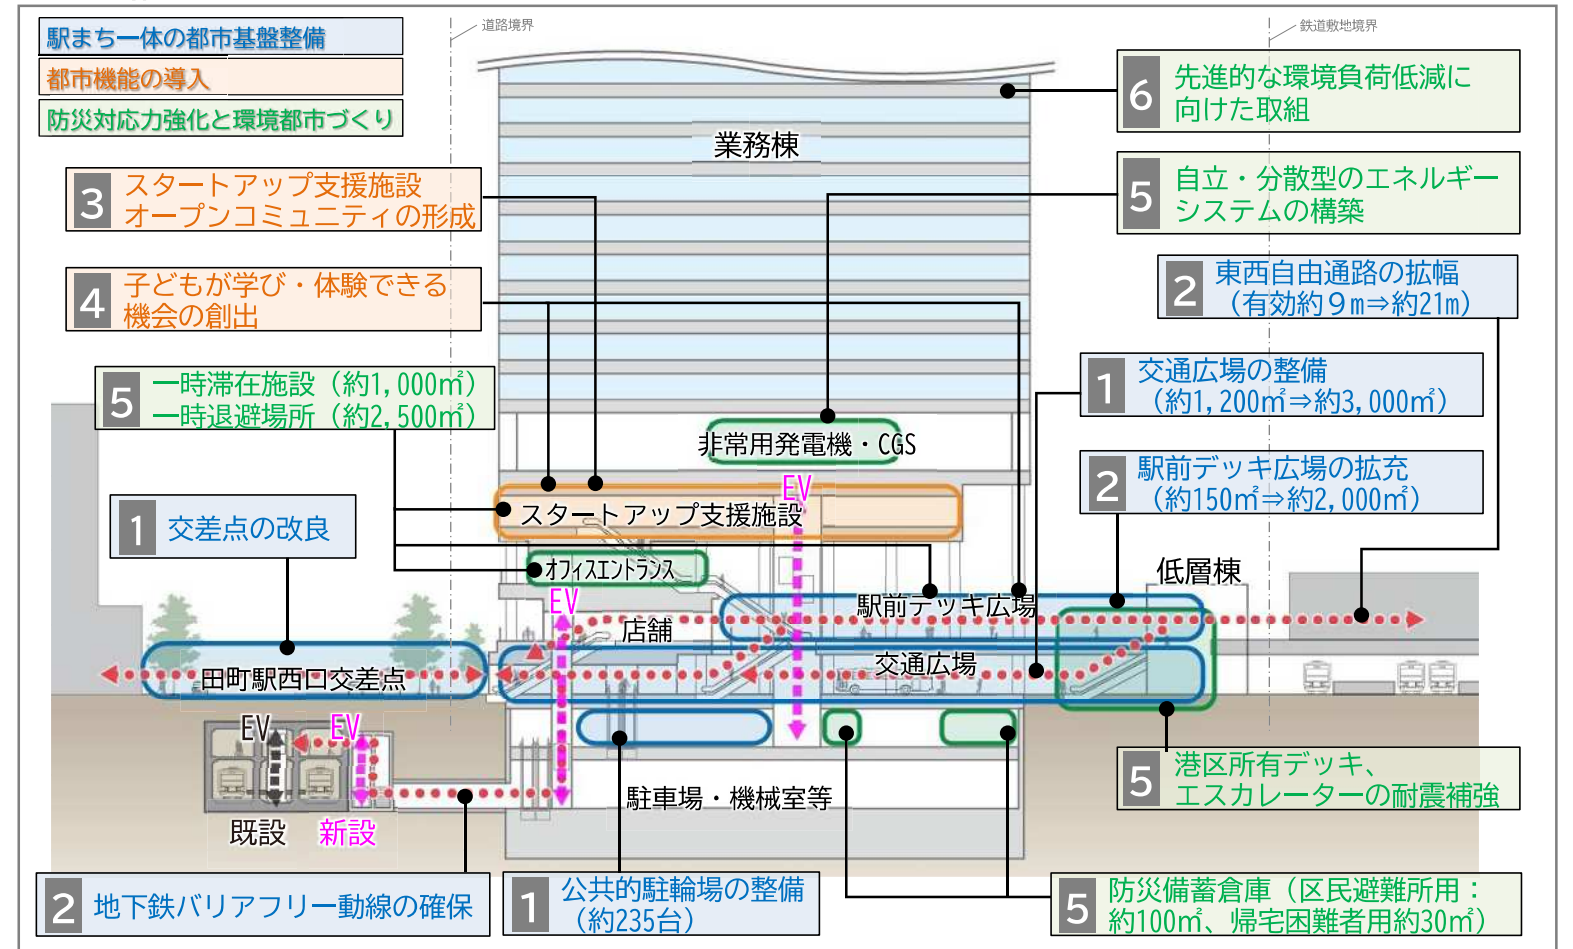 駅まち一体の都市基盤整備
都市機能の導入
防災対応力強化と環境都市づくり
道路境界
鉄道敷地境界
6 先進的な環境負荷低減に
向けた取組
業務棟
3 スタートアップ支援施設
オープンコミュニティの形成
5 自立・分散型のエネルギー
システムの構築
4 子どもが学び・体験できる
機会の創出
2 東西自由通路の拡幅
（有効約９m⇒約21m）
5 一時滞在施設（約1,000㎡）
一時退避場所（約2,500㎡）
1 交通広場の整備
（約1,200㎡⇒約3,000㎡）
非常用発電機・CGS
2 駅前デッキ広場の拡充
（約150㎡⇒約2,000㎡）
EV
スタートアップ支援施設
1 交差点の改良
オフィスエントランス
低層棟
EV
駅前デッキ広場
店舗
交通広場
田町駅西口交差点
EV
EV
5 港区所有デッキ、
エスカレーターの耐震補強
駐車場・機械室等
既設
新設
2 地下鉄バリアフリー動線の確保
1 公共的駐輪場の整備
（約235台）
5 防災備蓄倉庫（区民避難所用：
約100㎡、帰宅困難者用約30㎡）